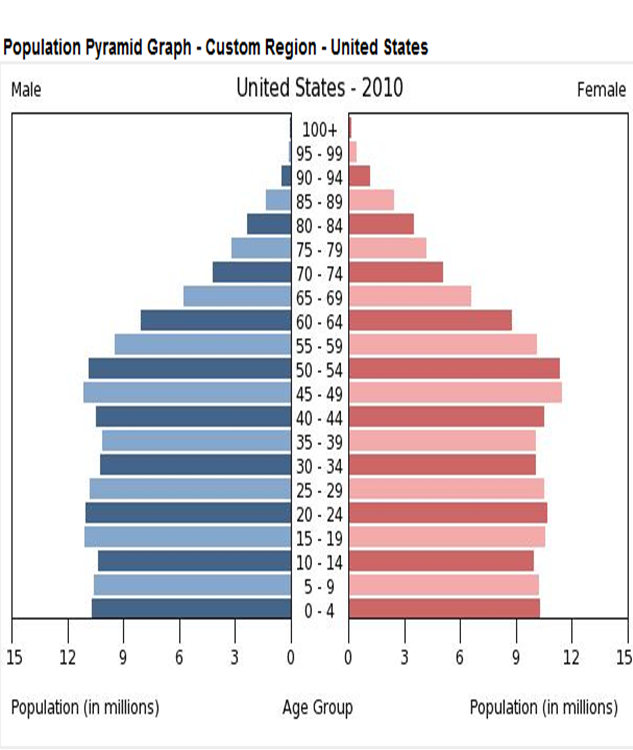 Population Pyramid Graph - Custom Region - United States
Male United States - 2010 Female
100+
95 - 99
90 - 94
85 - 89
80 - 84
75 - 79
70 - 74
65 - 69
60 - 64
55 - 59
50 - 54
45 - 49
40 - 44
35 - 39
30 - 34
25 - 29
20 - 24
15 - 19
10 - 14
5 - 9
0 - 4
15 12 9 6 3 0 0 3 6 9 12 15
Population (in millions) Age Group Population (in millions)